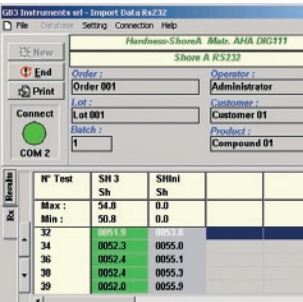 GB3 Instruments srl - Import Data Rs232
File Database Setting Connection Help
New
End
Print
Connect
COM 2
Hardness-ShoreA Matr. AHA DIG111
Shore A RS232
Order : Operator :
Order 001 Administrator
Lot : Customer :
Lot 001 Customer 01
Batch : Product :
1 Compound 01
Results
Rx
N° Test SH 3 SHIni
Sh Sh
Max : 54.8 0.0
Min : 50.8 0.0
32 0051.9 0053.8
34 0052.3 0055.0
36 0052.4 0055.1
38 0052.4 0055.3
39 0052.0 0055.9